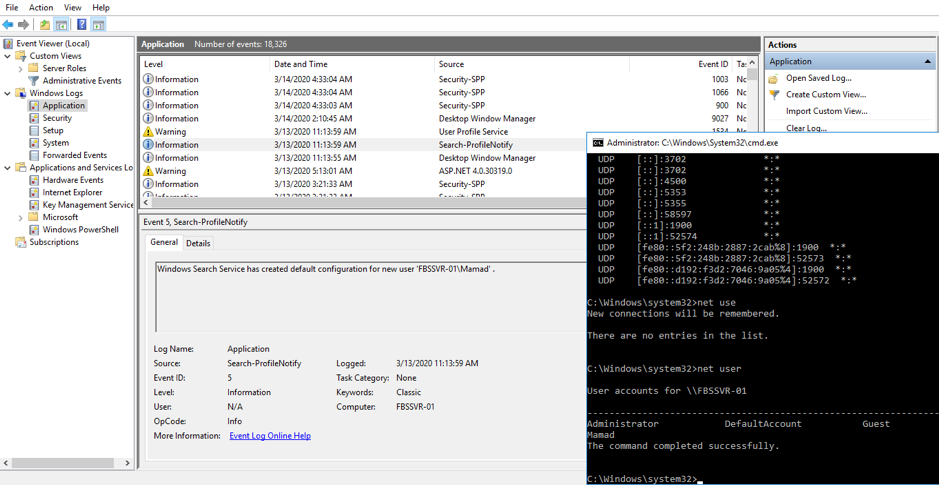 File Action View Help
Event Viewer (Local)
Custom Views
Server Roles
Administrative Events
Windows Logs
Application
Security
Setup
System
Forwarded Events
Applications and Services Lo
Hardware Events
Internet Explorer
Key Management Service
Microsoft
Windows PowerShell
Subscriptions
Application Number of events: 18,326
Level Date and Time Source Event ID Ta:
Information 3/14/2020 4:33:04 AM Security-SPP 1003 Nc
Information 3/14/2020 4:33:04 AM Security-SPP 1066 Nc
Information 3/14/2020 4:33:03 AM Security-SPP 900 Nc
Information 3/14/2020 2:10:45 AM Desktop Window Manager 9027 Nc
Warning 3/13/2020 11:13:59 AM User Profile Service 1534 Nc
Information 3/13/2020 11:13:59 AM Search-ProfileNotify
Information 3/13/2020 11:13:55 AM Desktop Window Manager
Warning 3/13/2020 5:13:01 AM ASP.NET 4.0.30319.0
Information 3/13/2020 3:21:33 AM Security-SPP
Event 5, Search-ProfileNotify
General Details
Windows Search Service has created default configuration for new user 'FBSSVR-01\Mamad' .
Log Name: Application
Source: Search-ProfileNotify Logged: 3/13/2020 11:13:59 AM
Event ID: 5 Task Category: None
Level: Information Keywords: Classic
User: N/A Computer: FBSSVR-01
OpCode: Info
More Information: Event Log Online Help
Actions
Application
Open Saved Log...
Create Custom View...
Import Custom View...
Clear Log...
Administrator: C:\Windows\System32\cmd.exe
UDP [::]:3702 *:*
UDP [::]:3702 *:*
UDP [::]:4500 *:*
UDP [::]:5353 *:*
UDP [::]:5355 *:*
UDP [::]:58597 *:*
UDP [::1]:1900 *:*
UDP [::1]:52574 *:*
UDP [fe80::5f2:248b:2887:2cab%8]:1900 *:*
UDP [fe80::5f2:248b:2887:2cab%8]:52573 *:*
UDP [fe80::d192:f3d2:7046:9a05%4]:1900 *:*
UDP [fe80::d192:f3d2:7046:9a05%4]:52572 *:*
C:\Windows\system32>net use
New connections will be remembered.
There are no entries in the list.
C:\Windows\system32>net user
User accounts for \\FBSSVR-01
-------------------------------------------------------------------------------
Administrator DefaultAccount Guest
Mamad
The command completed successfully.
C:\Windows\system32>